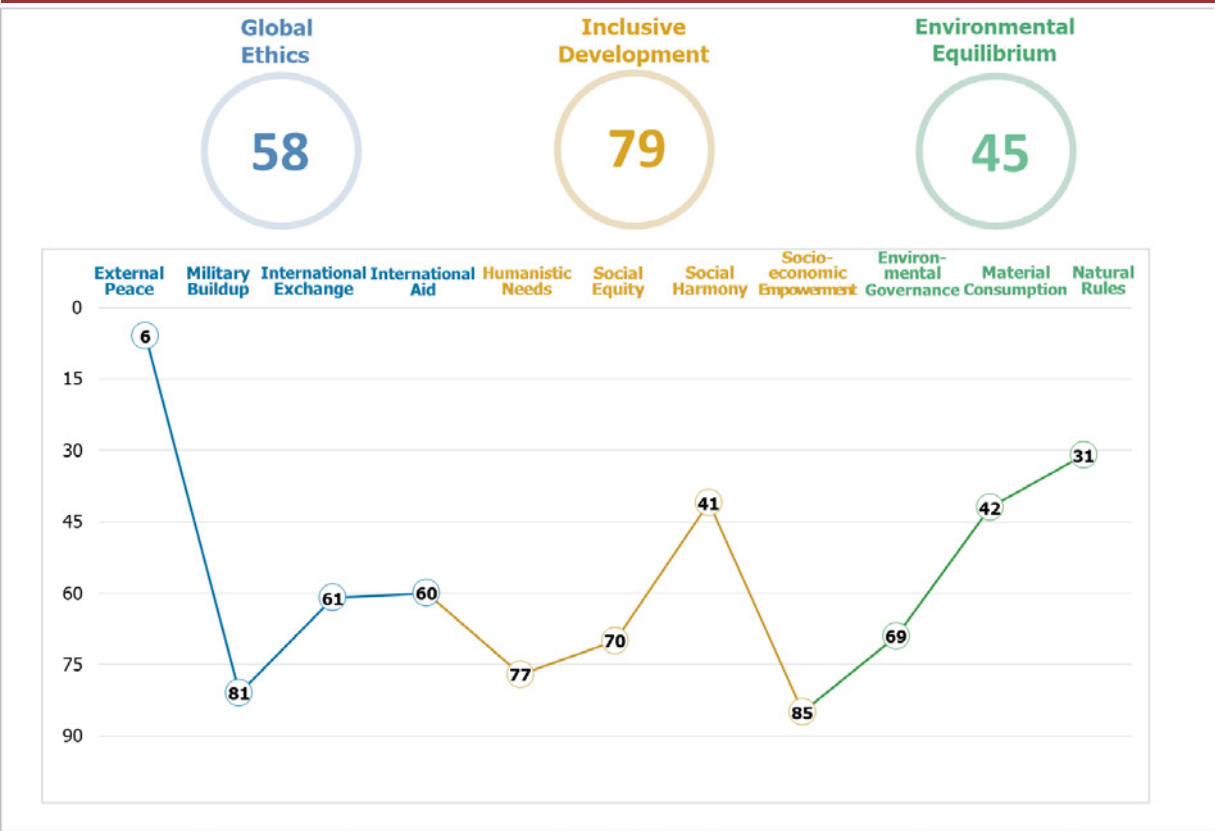 Global
Ethics
Inclusive
Development
Environmental
Equilibrium
58
79
45
External
Peace
Military
Buildup
International
Exchange
International
Aid
Humanistic
Needs
Social
Equity
Social
Harmony
Socio-
economic
Empowerment
Environ-
mental
Governance
Material
Consumption
Natural
Rules
0
15
30
45
60
75
90
6
81
61
60
77
70
41
85
69
42
31